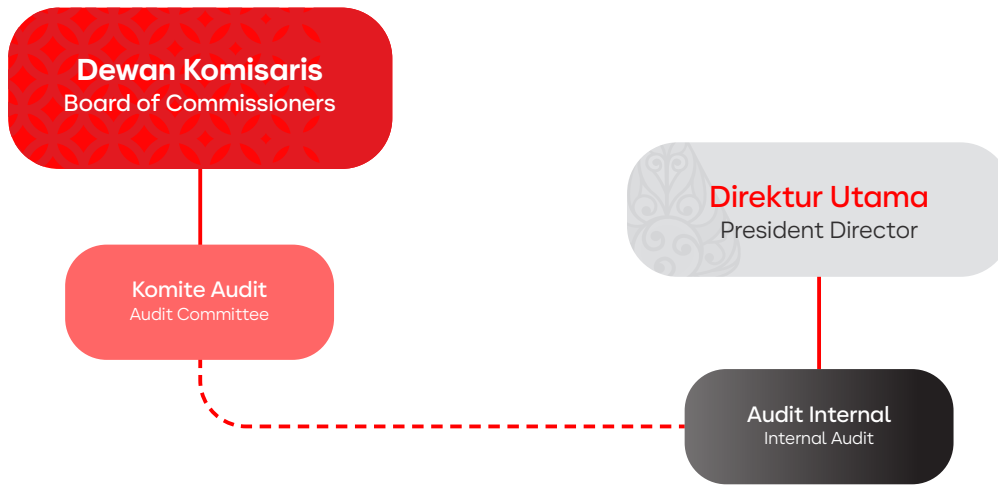 Dewan Komisaris
Board of Commissioners
Direktur Utama
President Director
Komite Audit
Audit Committee
Audit Internal
Internal Audit